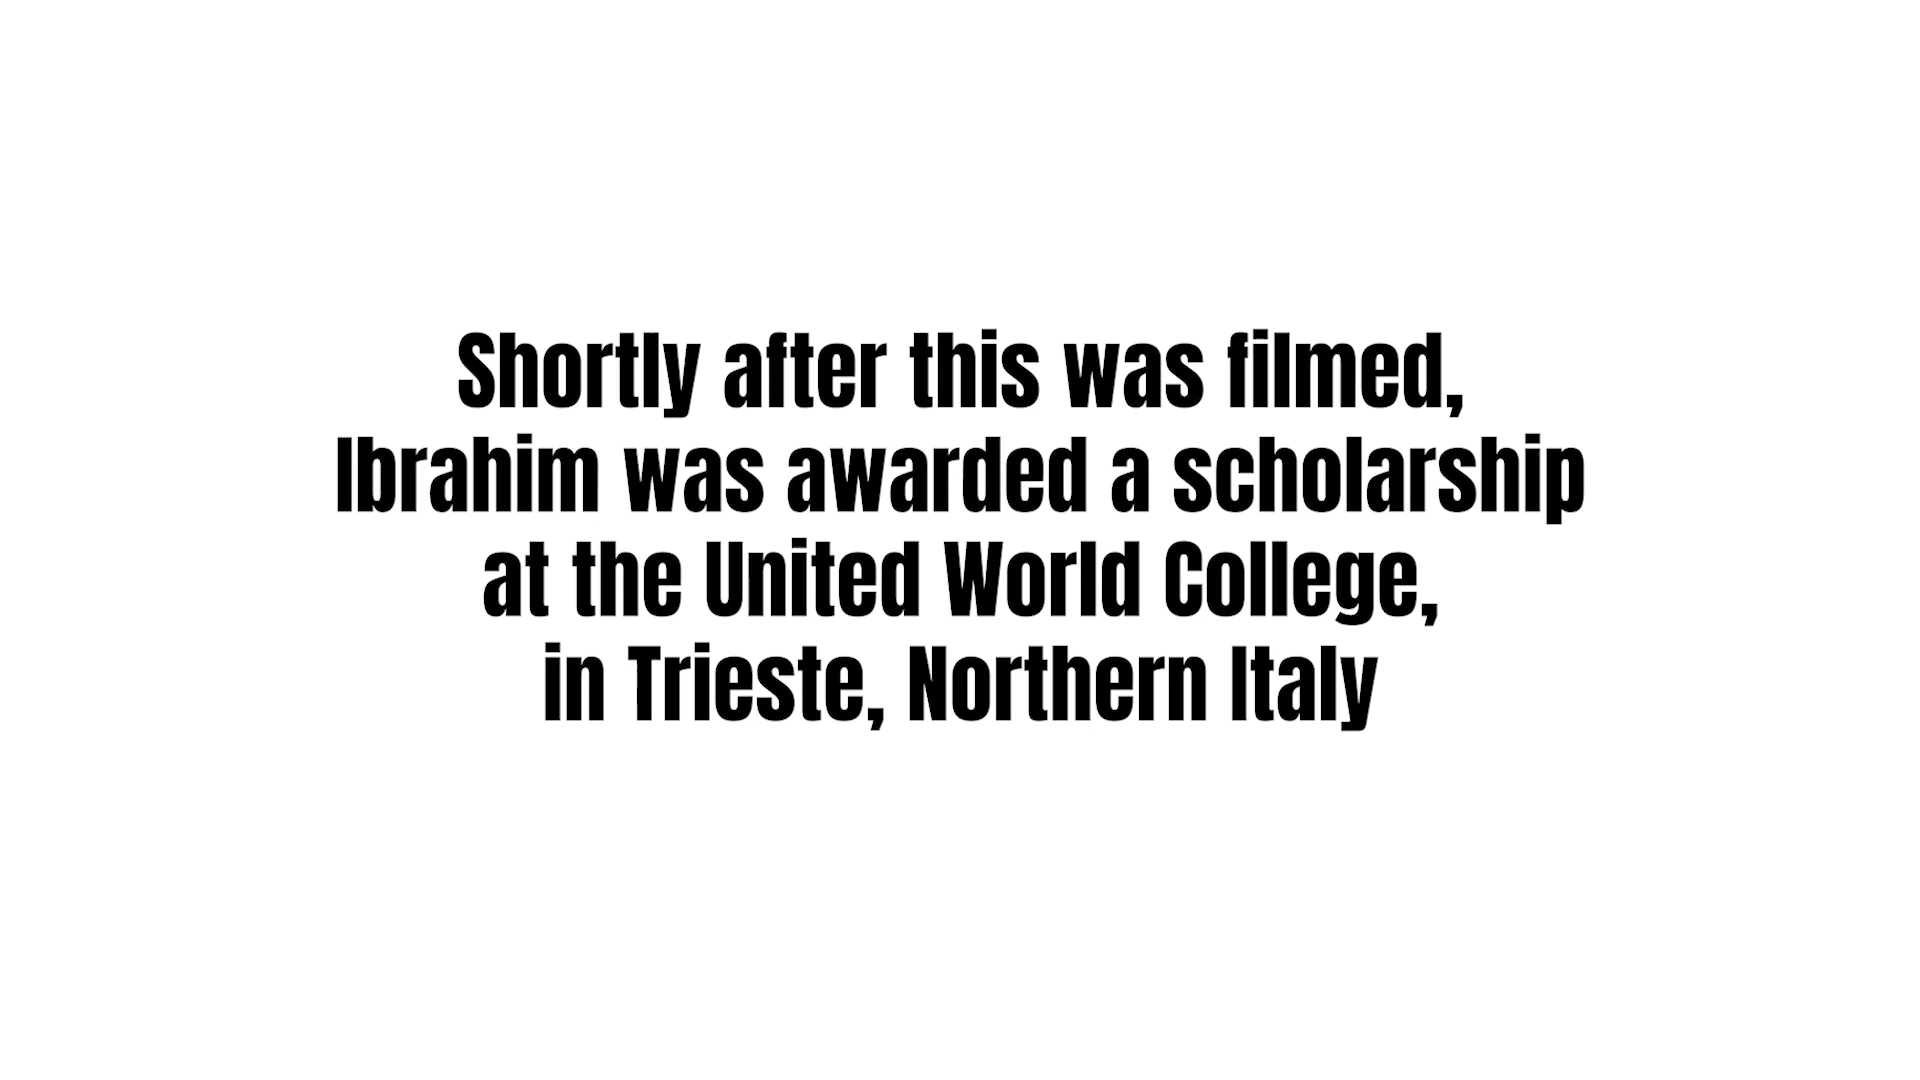 Shortly after this was filmed,
Ibrahim was awarded a scholarship
at the United World College,
in Trieste, Northern Italy